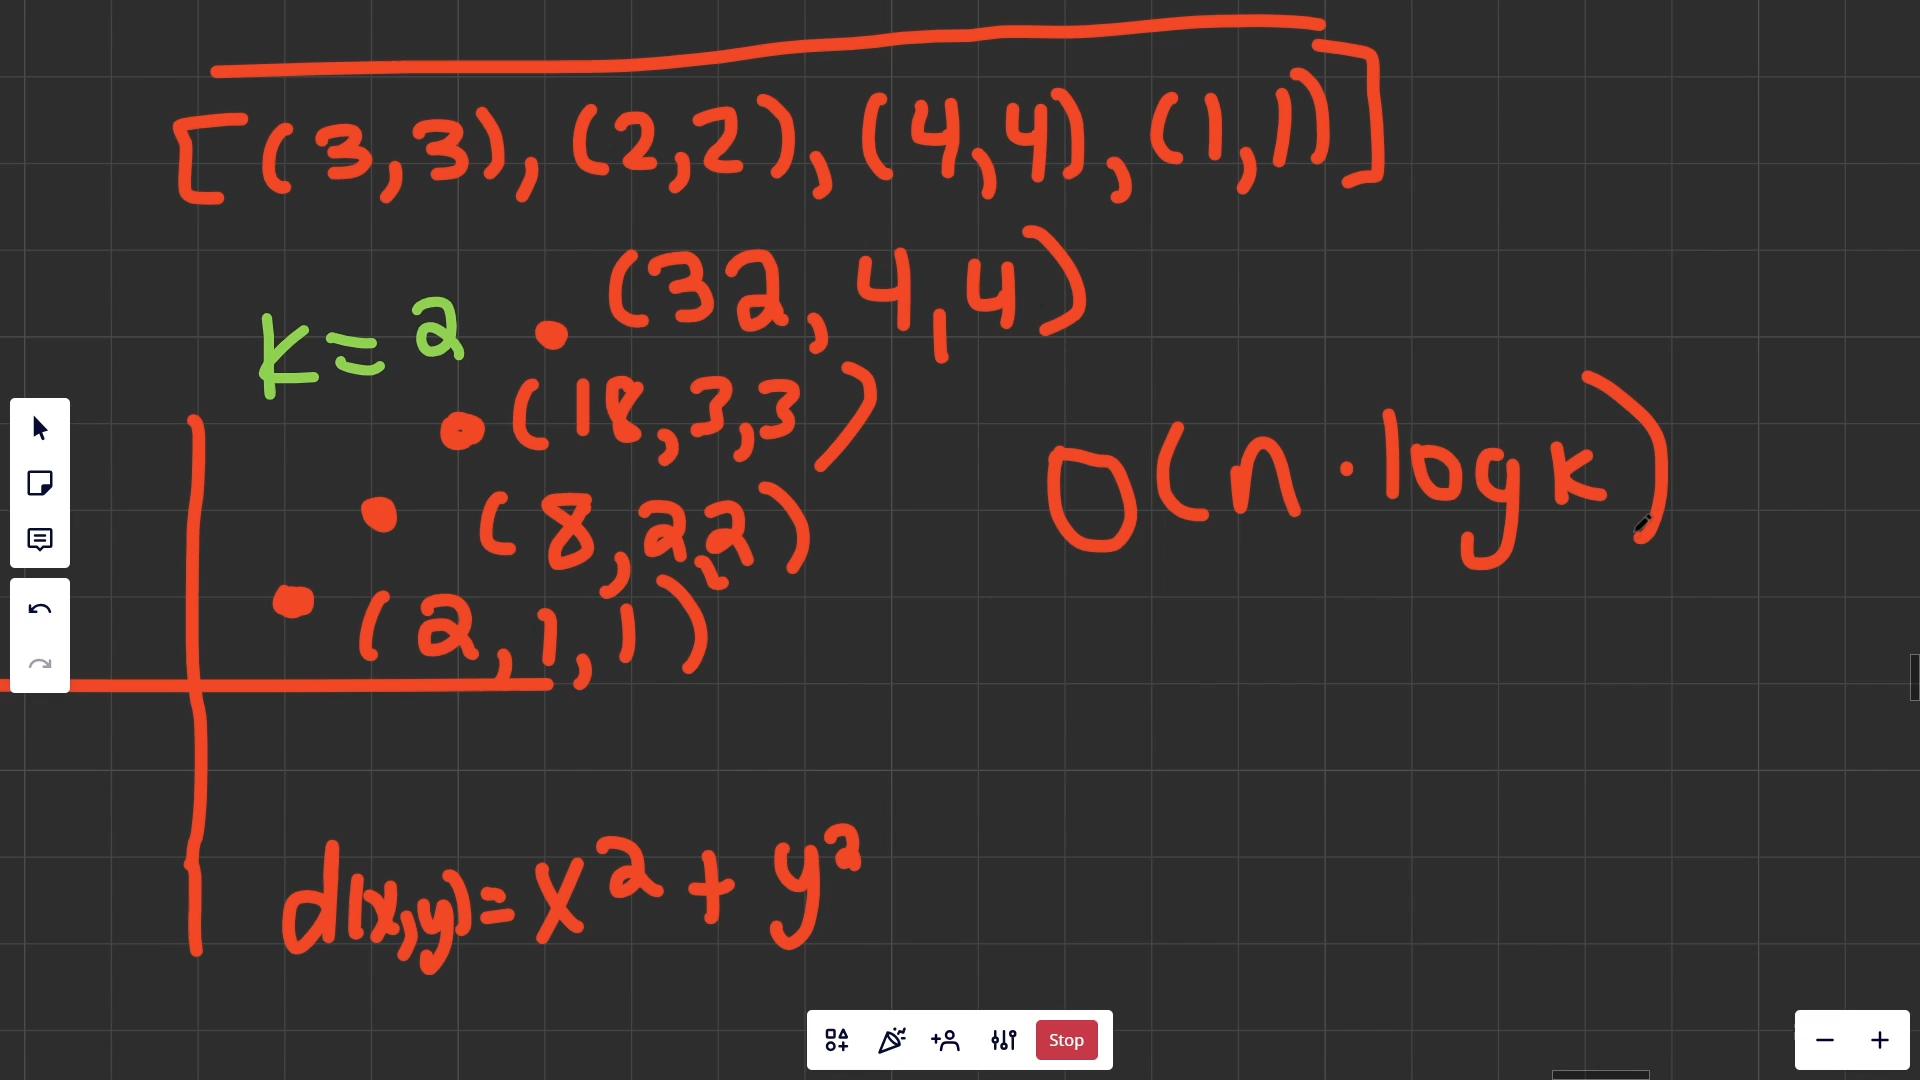 [(3,3), (2,2), (4,4), (1,1)]
(32, 4, 4)
k=2
(18, 3, 3)
O(n·logk)
(8, 2, 2)
(2, 1, 1)
d(x,y)= x² + y²
Stop